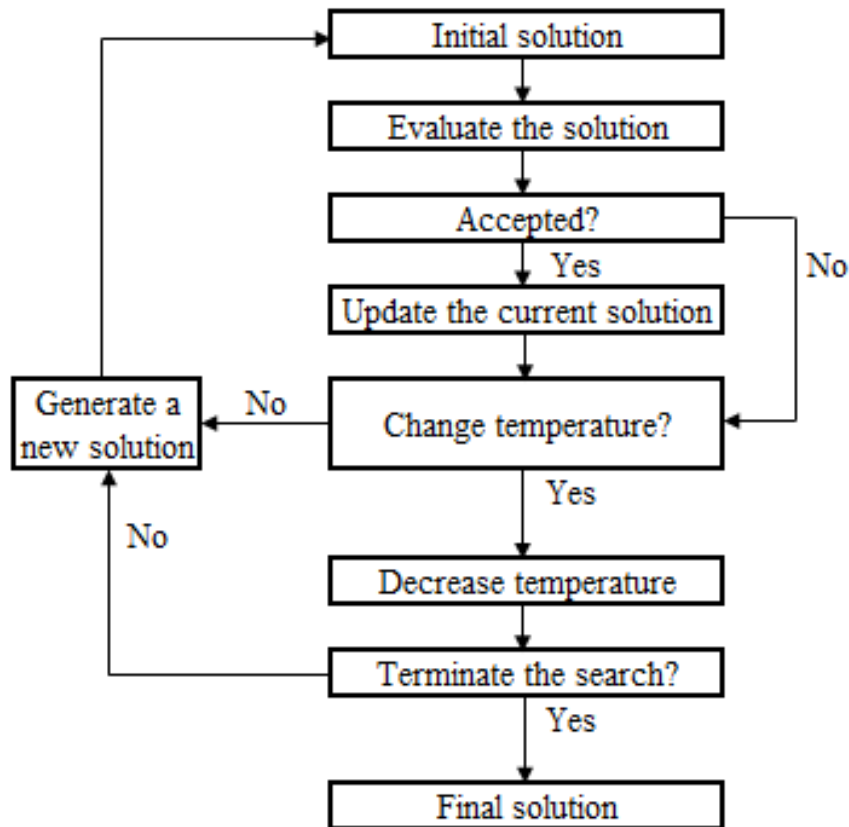 Initial solution
Evaluate the solution
Accepted?
Yes
No
Update the current solution
Generate a
new solution
No
Change temperature?
Yes
No
Decrease temperature
Terminate the search?
Yes
Final solution